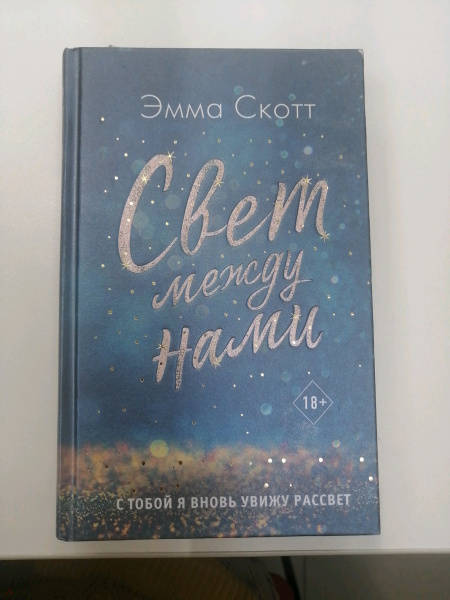 Эмма Скотт
Свет
между
нами
18+
С ТОБОЙ Я ВНОВЬ УВИЖУ РАССВЕТ